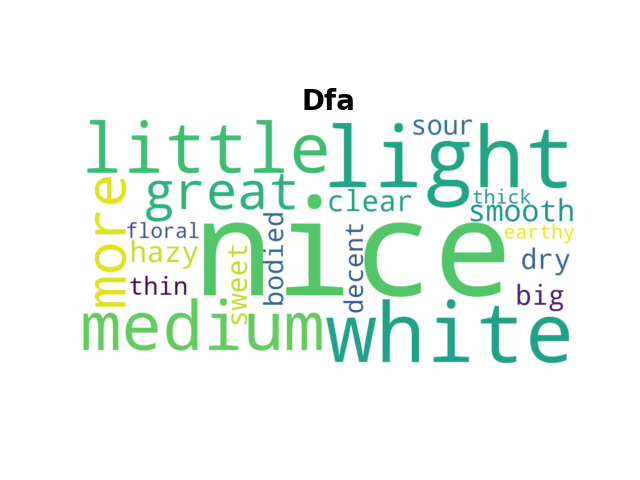 Dfa
little
light
sour
more
great
clear
thick
smooth
floral
nice
bodied
decent
earthy
hazy
sweet
dry
thin
big
medium
white